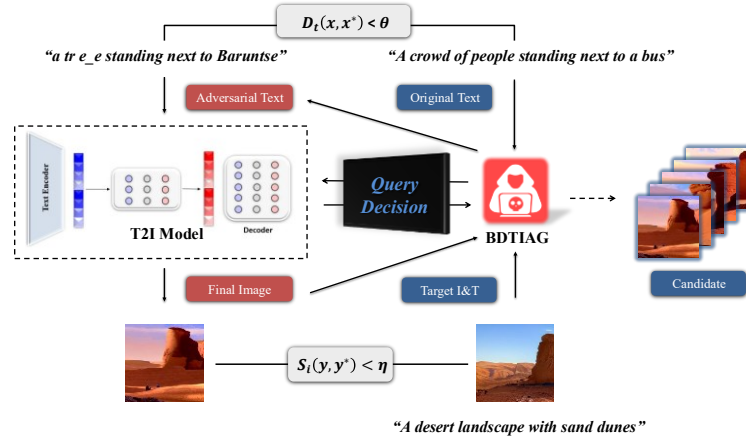 D_t(x, x*) < θ
"a tr e_e standing next to Baruntse"
"A crowd of people standing next to a bus"
Adversarial Text
Original Text
Text Encoder
Query
Decision
T2I Model
Decoder
BDTIAG
Final Image
Target I&T
Candidate
S_i(y, y*) < η
"A desert landscape with sand dunes"